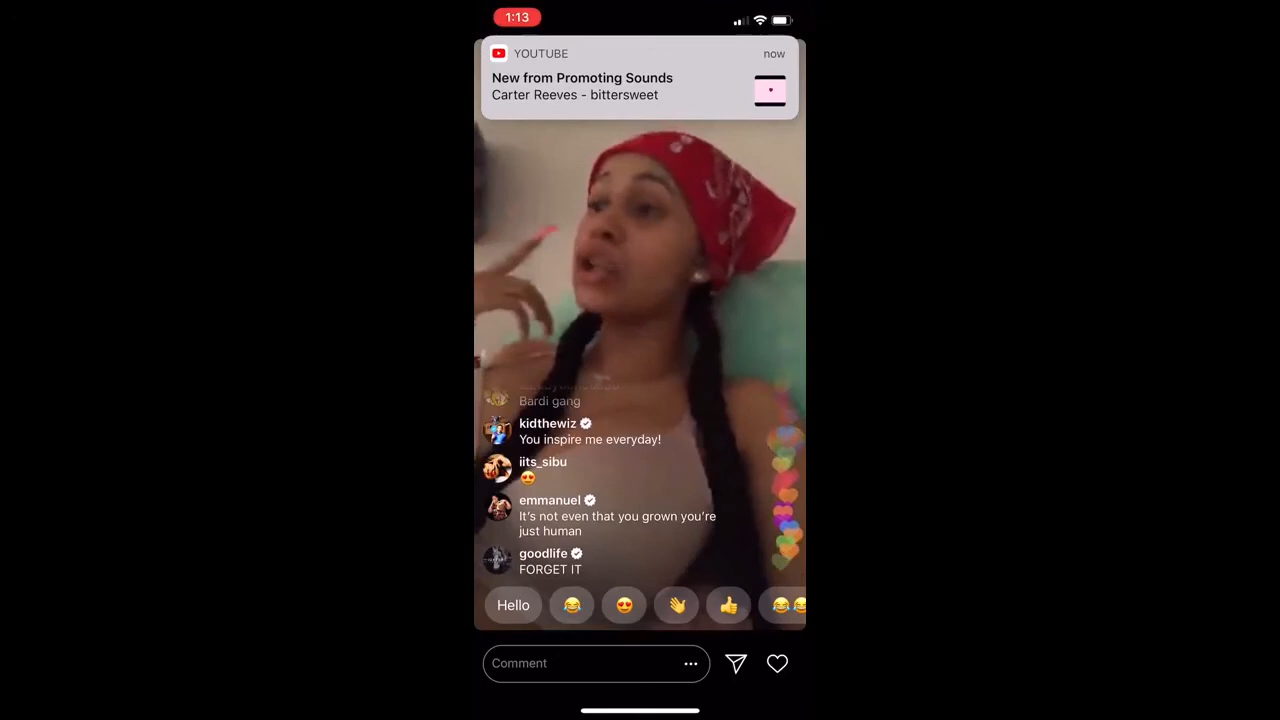 1:13
YOUTUBE
now
New from Promoting Sounds
Carter Reeves - bittersweet
Bardi gang
kidthewiz
You inspire me everyday!
iits_sibu
😍
emmanuel
It's not even that you grown you're
just human
goodlife
FORGET IT
Hello 😂 😍 👋 👍 😂😂
Comment